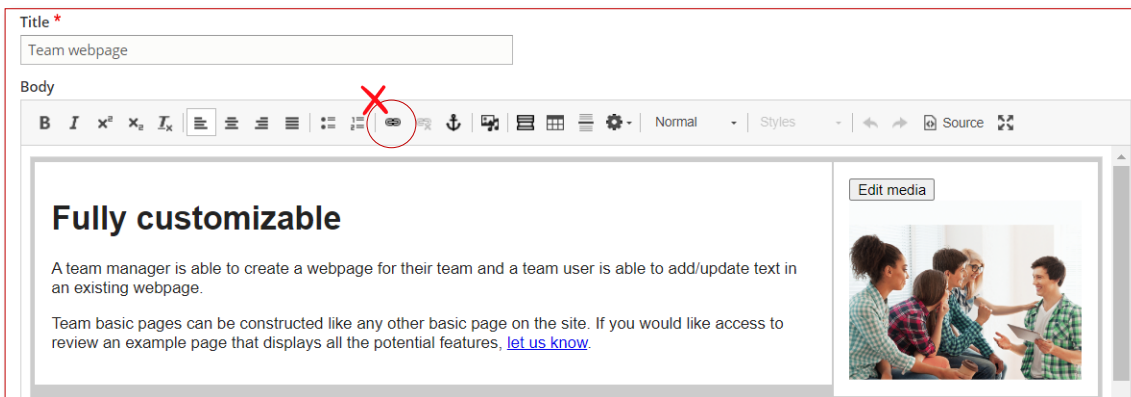 Title *
Team webpage
Body
B I x² x₂ Tx Normal Styles Source
Edit media
Fully customizable
A team manager is able to create a webpage for their team and a team user is able to add/update text in
an existing webpage.
Team basic pages can be constructed like any other basic page on the site. If you would like access to
review an example page that displays all the potential features, let us know.